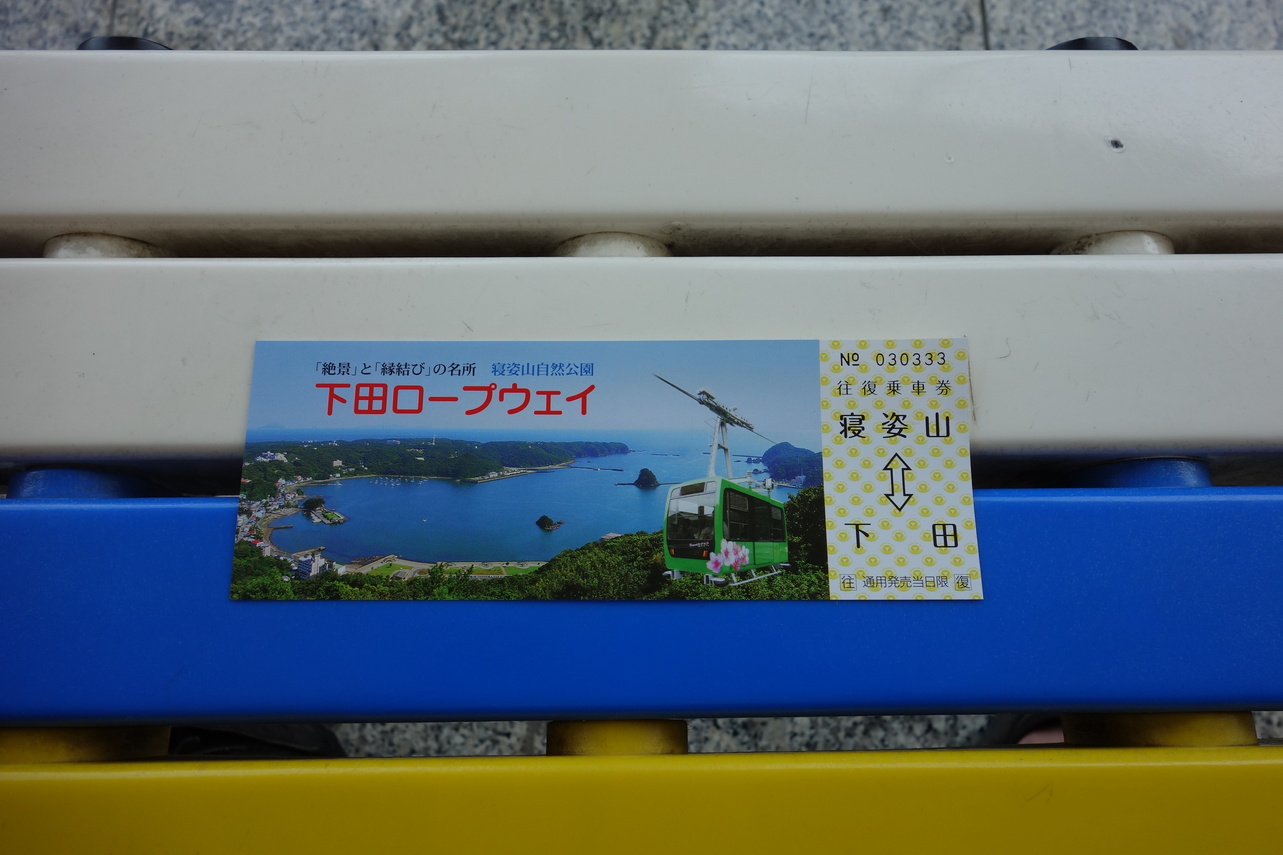 「絶景」と「縁結び」の名所 寝姿山自然公園
下田ロープウェイ
№ 030333
往復乗車券
寝姿山
⇕
下田
往 通用発売当日限 復